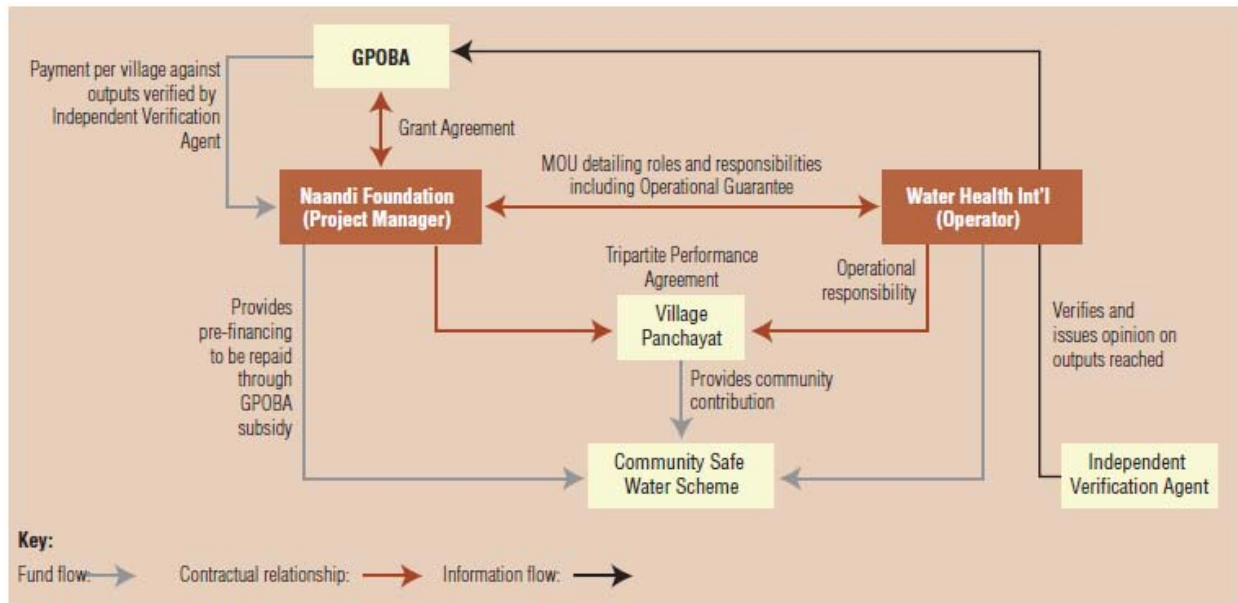 GPOBA
Payment per village against
outputs verified by
Independent Verification
Agent
Grant Agreement
MOU detailing roles and responsibilities
including Operational Guarantee
Naandi Foundation
(Project Manager)
Water Health Int'l
(Operator)
Tripartite Performance
Agreement
Operational
responsibility
Village
Panchayat
Provides
pre-financing
to be repaid
through
GPOBA
subsidy
Verifies and
issues opinion on
outputs reached
Provides community
contribution
Community Safe
Water Scheme
Independent
Verification Agent
Key:
Fund flow:
Contractual relationship:
Information flow: